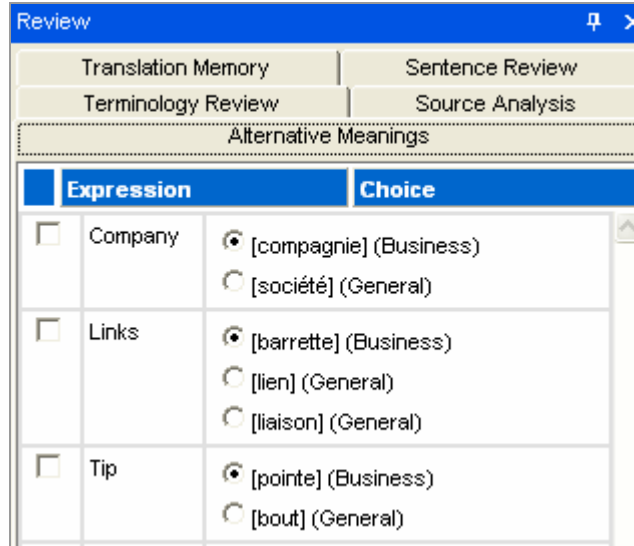 Review
Translation Memory Sentence Review
Terminology Review Source Analysis
Alternative Meanings
Expression Choice
Company [compagnie] (Business)
[société] (General)
Links [barrette] (Business)
[lien] (General)
[liaison] (General)
Tip [pointe] (Business)
[bout] (General)